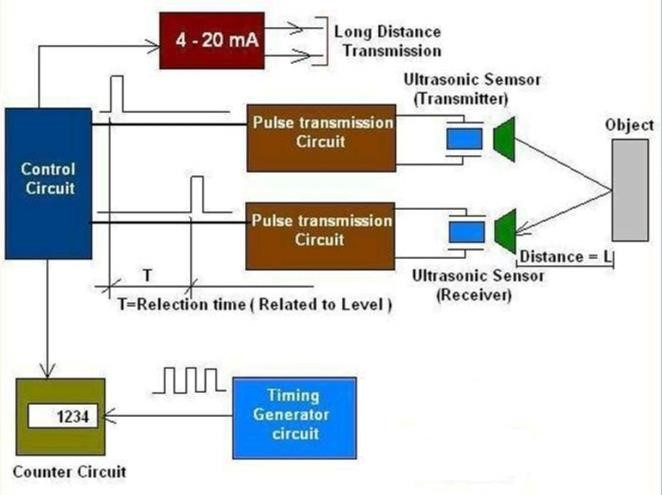 4 - 20 mA
Long Distance
Transmission
Ultrasonic Semsor
(Transmitter)
Object
Pulse transmission
Circuit
Control
Circuit
Pulse transmission
Circuit
T
Distance = L
Ultrasonic Sensor
(Receiver)
T=Relection time ( Related to Level )
1234
Timing
Generator
circuit
Counter Circuit